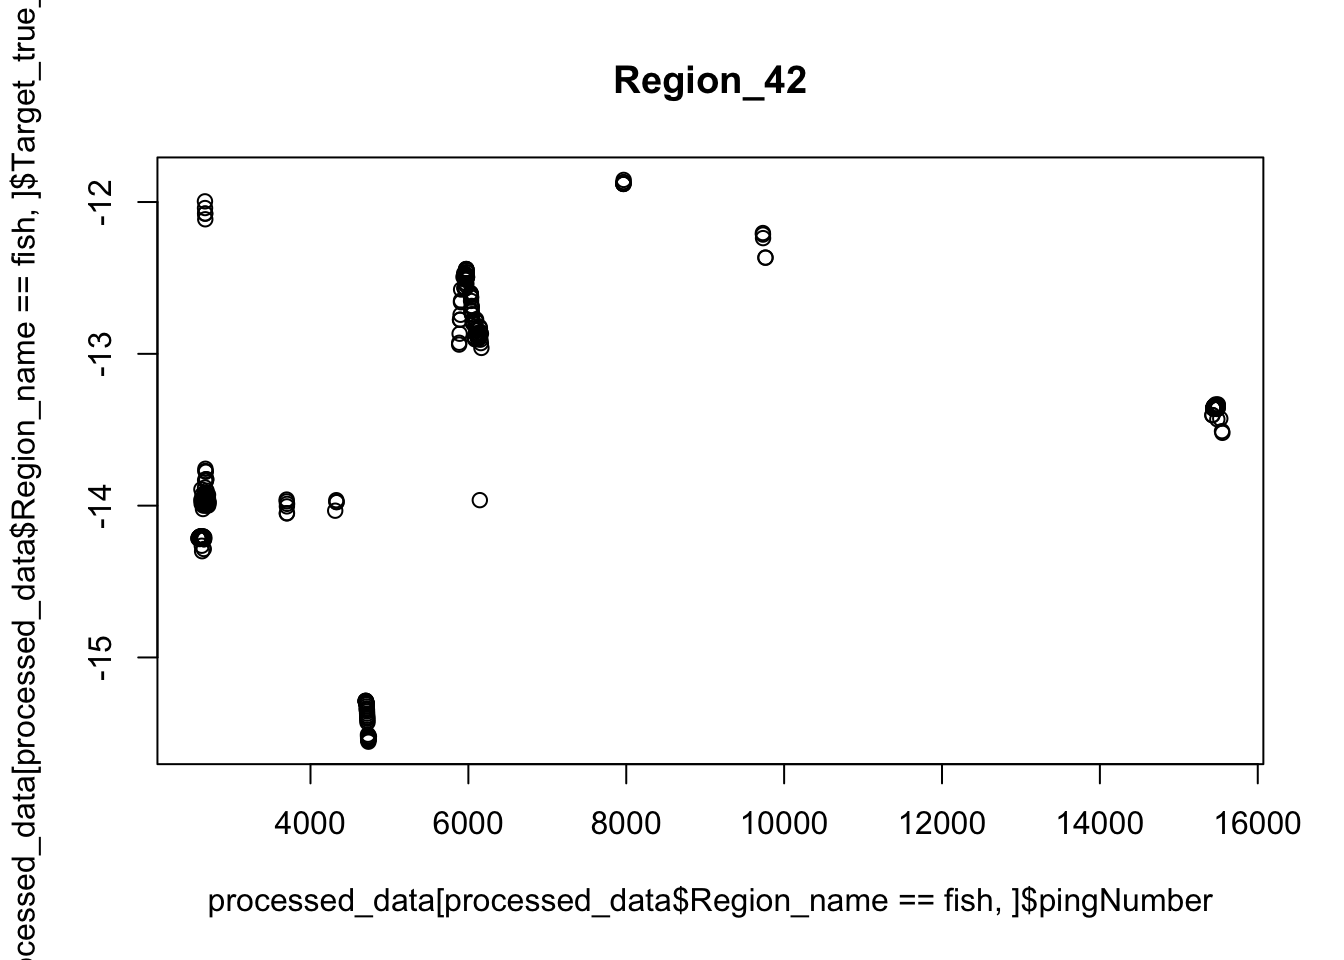 Region_42
ocessed_data[processed_data$Region_name == fish, ]$Target_true_
-12
-13
-14
-15
4000 6000 8000 10000 12000 14000 16000
processed_data[processed_data$Region_name == fish, ]$pingNumber